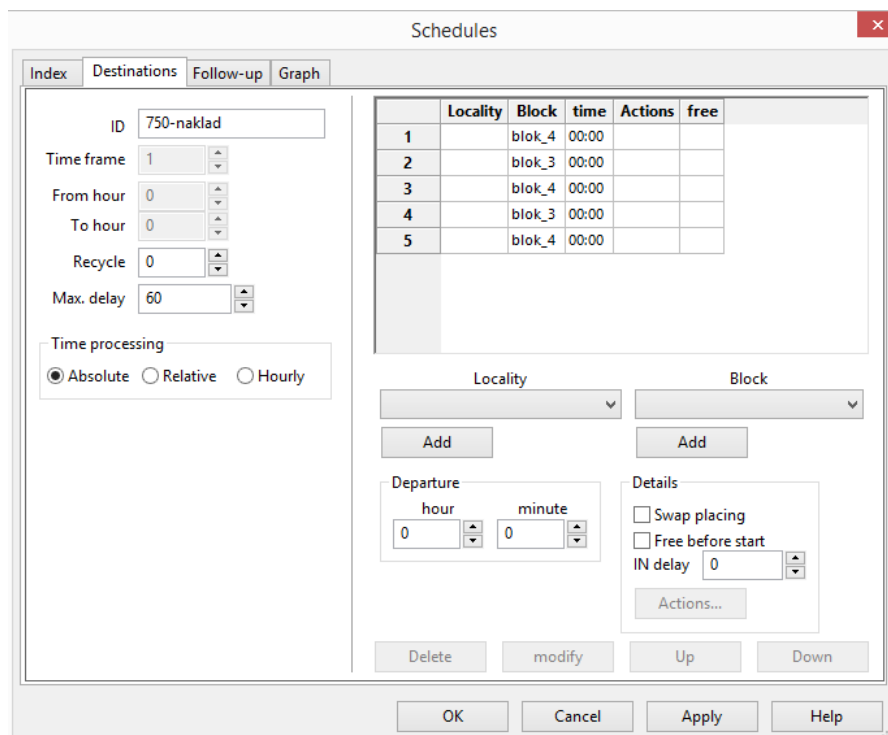 Schedules
Index Destinations Follow-up Graph
ID 750-naklad
Time frame 1
From hour 0
To hour 0
Recycle 0
Max. delay 60
Time processing
Absolute Relative Hourly
Locality Block time Actions free
1 blok_4 00:00
2 blok_3 00:00
3 blok_4 00:00
4 blok_3 00:00
5 blok_4 00:00
Locality Block
Add Add
Departure
hour minute
0 0
Details
Swap placing
Free before start
IN delay 0
Actions...
Delete modify Up Down
OK Cancel Apply Help